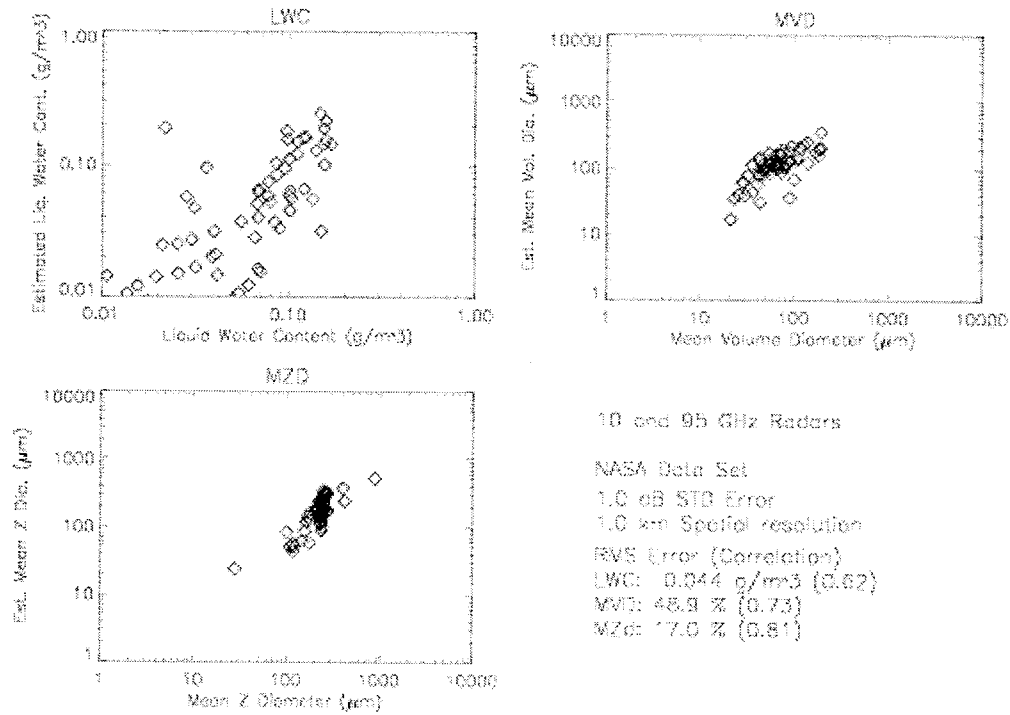 LWC
Estimated Liq. Water Cont. (g/m^3)
1.00
0.10
0.01
0.01 0.10 1.00
Liquid Water Content (g/m^3)
MVD
Est. Mean Vol. Dia. (μm)
10000
1000
100
10
1
1 10 100 1000 10000
Mean Volume Diameter (μm)
MZD
Est. Mean Z Dia. (μm)
10000
1000
100
10
1
1 10 100 1000 10000
Mean Z Diameter (μm)
10 and 95 GHz Radars
NASA Data Set
1.0 dB STD Error
1.0 km Spatial resolution
RMS Error (Correlation)
LWC: 0.044 g/m^3 (0.62)
MVD: 48.9 % (0.73)
MZd: 17.0 % (0.81)